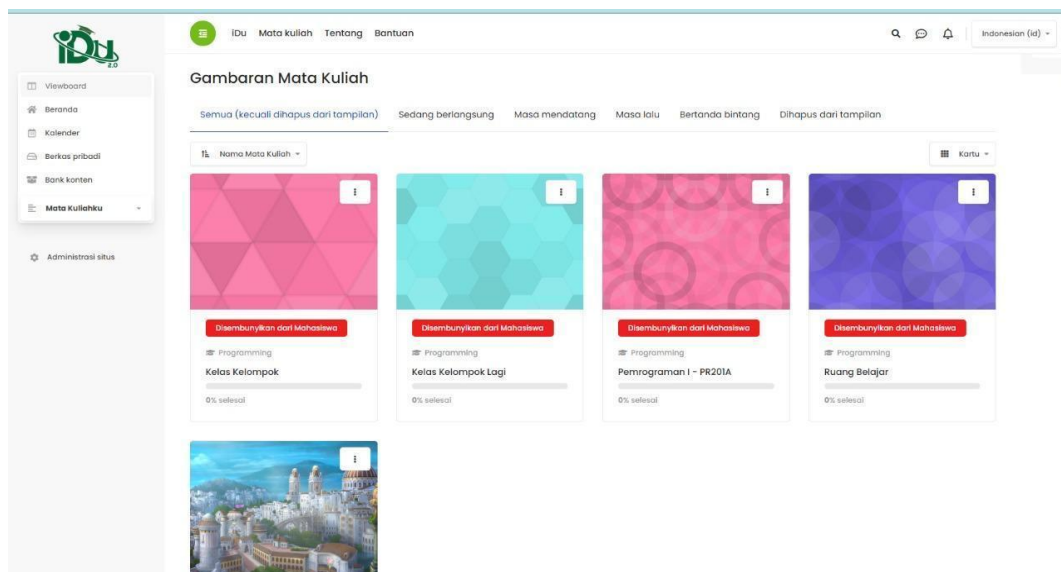 iDu
2.0
iDu Mata kuliah Tentang Bantuan
Indonesian (id)
Viewboard
Beranda
Kalender
Berkas pribadi
Bank konten
Mata Kuliahku
Administrasi situs
Gambaran Mata Kuliah
Semua (kecuali dihapus dari tampilan) Sedang berlangsung Masa mendatang Masa lalu Bertanda bintang Dihapus dari tampilan
Nama Mata Kuliah
Kartu
Disembunyikan dari Mahasiswa
Programming
Kelas Kelompok
0% selesai
Disembunyikan dari Mahasiswa
Programming
Kelas Kelompok Lagi
0% selesai
Disembunyikan dari Mahasiswa
Programming
Pemrograman I - PR201A
0% selesai
Disembunyikan dari Mahasiswa
Programming
Ruang Belajar
0% selesai